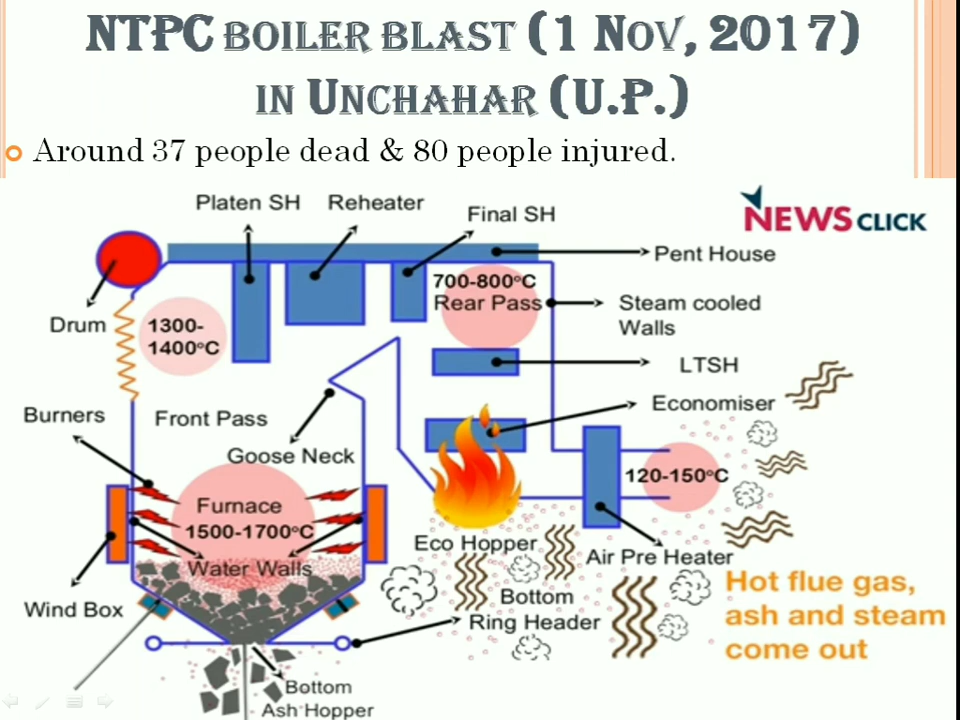 NTPC BOILER BLAST (1 NOV, 2017)
IN UNCHAHAR (U.P.)
Around 37 people dead & 80 people injured.
Platen SH
Reheater
Final SH
NEWSCLICK
Pent House
700-800°C
Rear Pass
Steam cooled
Walls
Drum
1300-
1400°C
LTSH
Economiser
Burners
Front Pass
Goose Neck
120-150°C
Furnace
1500-1700°C
Eco Hopper
Air Pre Heater
Water Walls
Hot flue gas,
ash and steam
come out
Wind Box
Bottom
Ring Header
Bottom
Ash Hopper